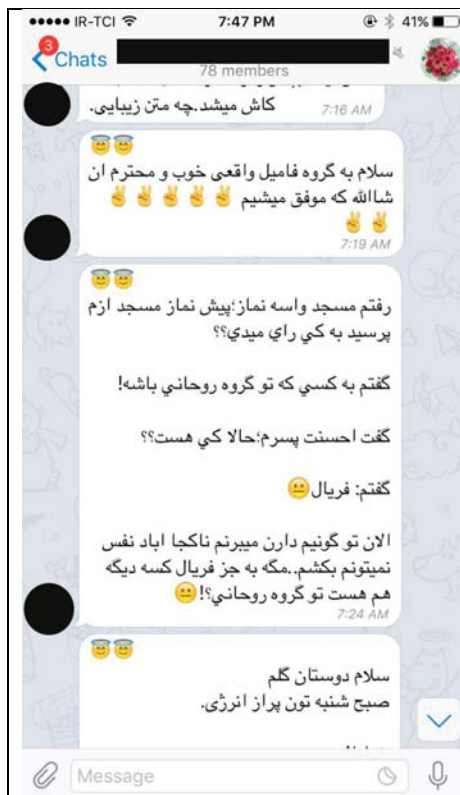 IR-TCI 7:47 PM 41%
3
Chats
78 members
کاش میشد.چه متن زیبایی.
7:16 AM
سلام به گروه فامیل واقعی خوب و محترم ان
شاالله که موفق میشیم ✌✌✌✌✌
✌✌
7:19 AM
رفتم مسجد واسه نماز؛پیش نماز مسجد ازم
پرسید به کي راي میدي؟؟
گفتم به کسي که تو گروه روحاني باشه!
گفت احسنت پسرم؛حالا کي هست؟؟
گفتم: فریال😐
الان تو گونیم دارن میبرنم ناکجا اباد نفس
نمیتونم بکشم..مگه به جز فریال کسه دیگه
هم هست تو گروه روحاني؟!😐
7:24 AM
سلام دوستان گلم
صبح شنبه تون پراز انرژی.
Message